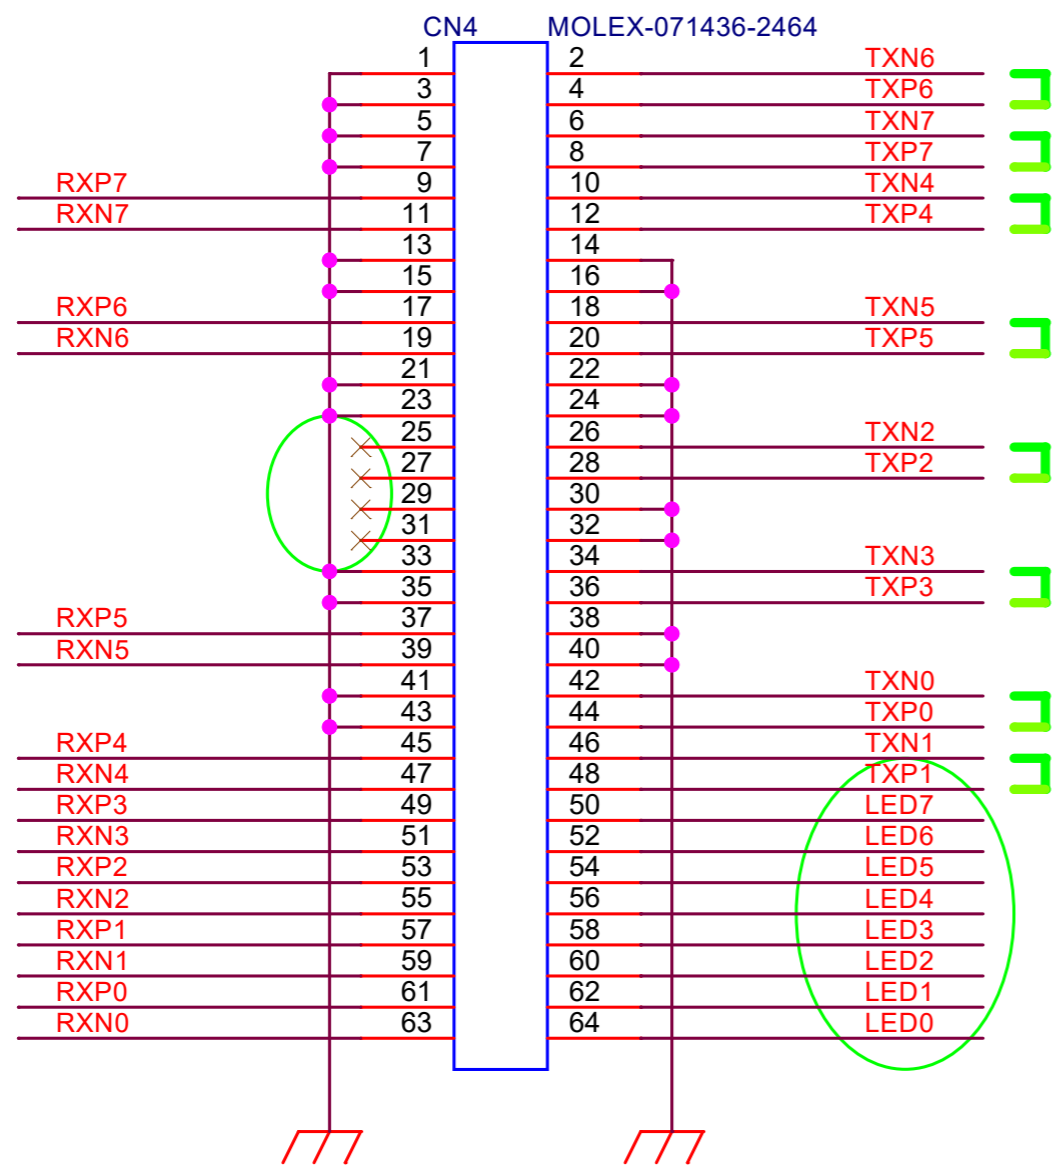 CN4 MOLEX-071436-2464
1 2 TXN6
3 4 TXP6
5 6 TXN7
7 8 TXP7
RXP7 9 10 TXN4
RXN7 11 12 TXP4
13 14
15 16
RXP6 17 18 TXN5
RXN6 19 20 TXP5
21 22
23 24
25 26 TXN2
27 28 TXP2
29 30
31 32
33 34 TXN3
35 36 TXP3
RXP5 37 38
RXN5 39 40
41 42 TXN0
43 44 TXP0
RXP4 45 46 TXN1
RXN4 47 48 TXP1
RXP3 49 50 LED7
RXN3 51 52 LED6
RXP2 53 54 LED5
RXN2 55 56 LED4
RXP1 57 58 LED3
RXN1 59 60 LED2
RXP0 61 62 LED1
RXN0 63 64 LED0